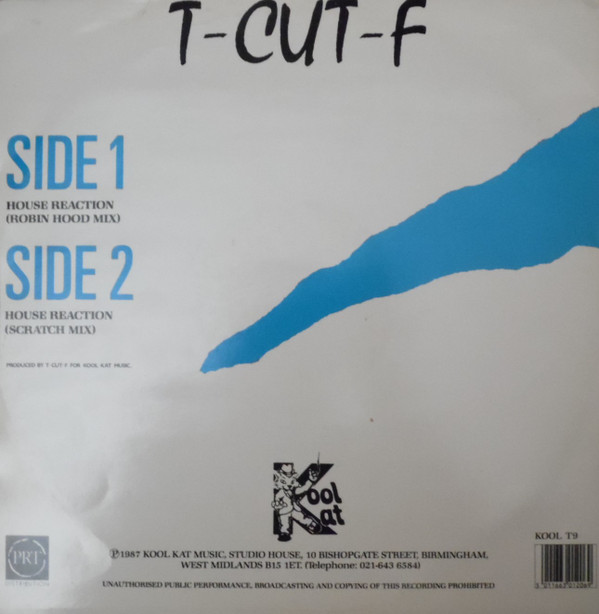 T-CUT-F
SIDE 1
HOUSE REACTION
(ROBIN HOOD MIX)
SIDE 2
HOUSE REACTION
(SCRATCH MIX)
PRODUCED BY T-CUT-F FOR KOOL KAT MUSIC.
Kool
Kat
PRT
DISTRIBUTION
KOOL T9
℗1987 KOOL KAT MUSIC, STUDIO HOUSE, 10 BISHOPGATE STREET, BIRMINGHAM,
WEST MIDLANDS B15 1ET. (Telephone: 021-643 6584)
UNAUTHORISED PUBLIC PERFORMANCE, BROADCASTING AND COPYING OF THIS RECORDING PROHIBITED